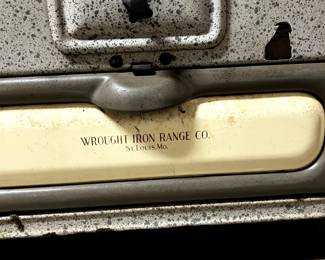 WROUGHT IRON RANGE CO.
ST. LOUIS, MO.